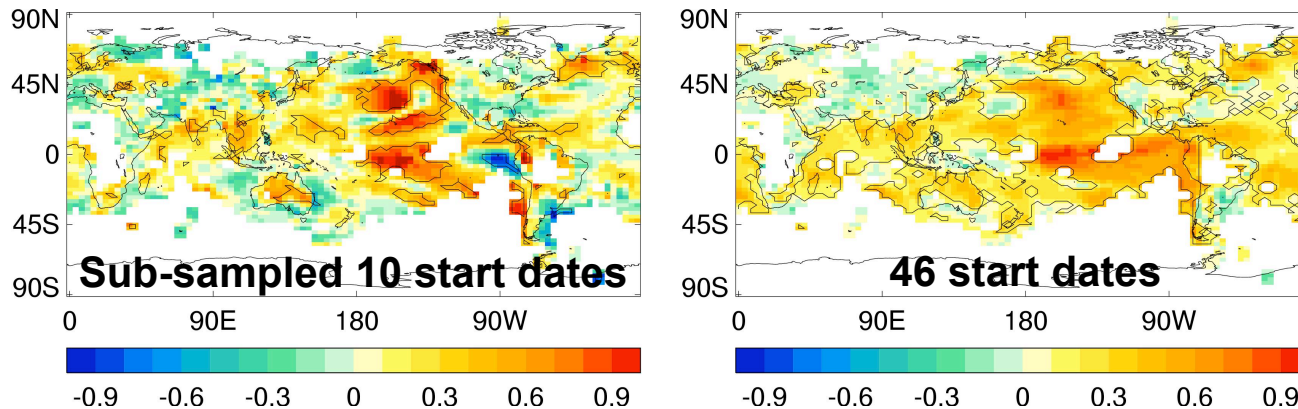 90N
45N
0
45S
90S
Sub-sampled 10 start dates
0 90E 180 90W
-0.9 -0.6 -0.3 0 0.3 0.6 0.9
90N
45N
0
45S
90S
46 start dates
0 90E 180 90W
-0.9 -0.6 -0.3 0 0.3 0.6 0.9